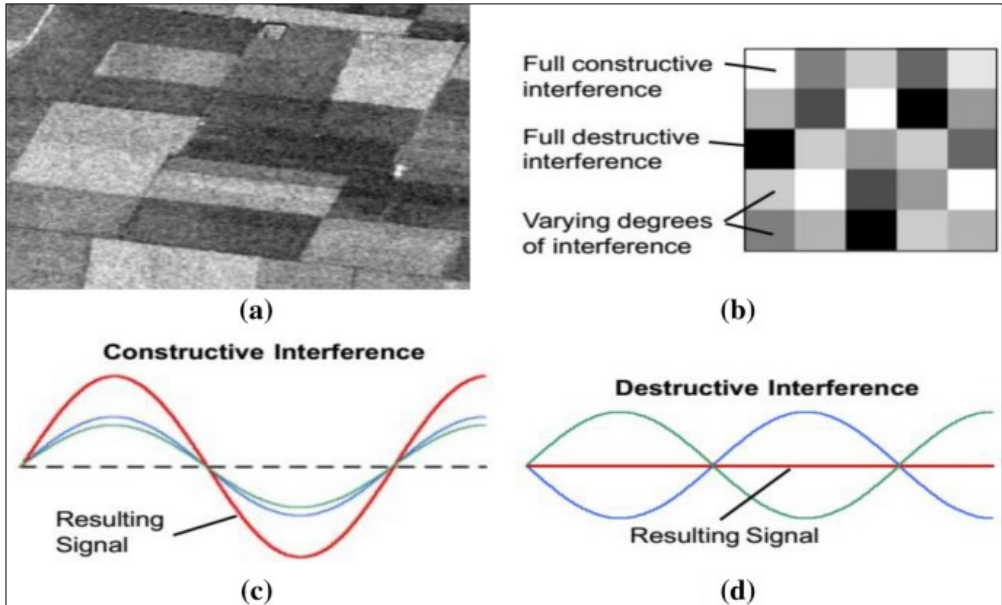 Full constructive
interference
Full destructive
interference
Varying degrees
of interference
(a)
(b)
Constructive Interference
Resulting
Signal
(c)
Destructive Interference
Resulting Signal
(d)